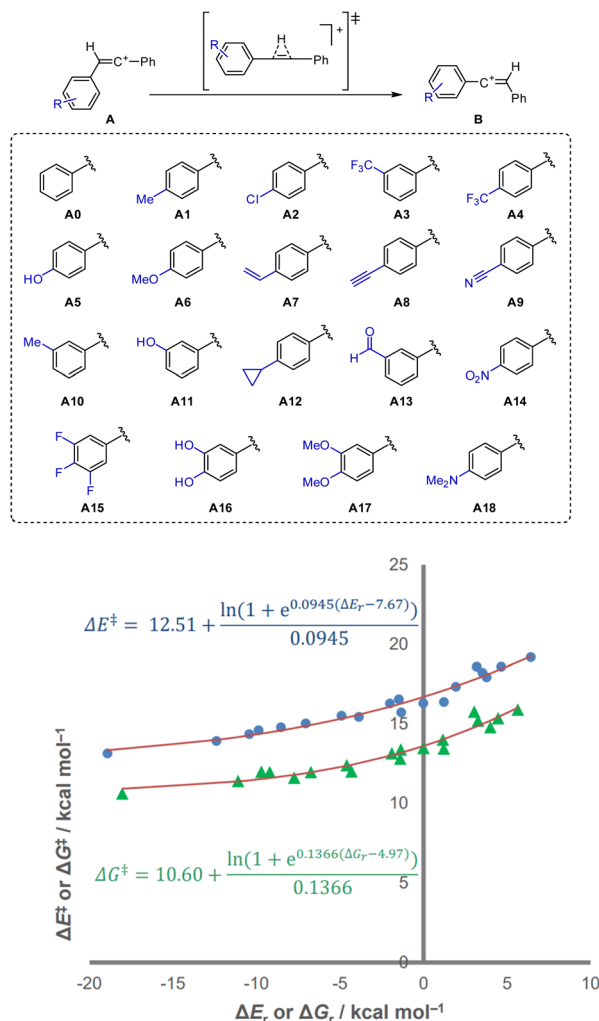 H
C⁺
Ph
R
A
H
R
Ph
+
‡
R
C⁺
H
Ph
B
A0
Me
A1
Cl
A2
F₃C
A3
F₃C
A4
HO
A5
MeO
A6
A7
A8
N
A9
Me
A10
HO
A11
A12
O
H
A13
O₂N
A14
F
F
F
A15
HO
HO
A16
MeO
MeO
A17
Me₂N
A18
ΔE‡ = 12.51 + ln(1 + e^0.0945(ΔEᵣ−7.67)) / 0.0945
ΔG‡ = 10.60 + ln(1 + e^0.1366(ΔGᵣ−4.97)) / 0.1366
25
20
15
10
5
0
-20
-15
-10
-5
0
5
10
ΔE‡ or ΔG‡ / kcal mol⁻¹
ΔEᵣ or ΔGᵣ / kcal mol⁻¹